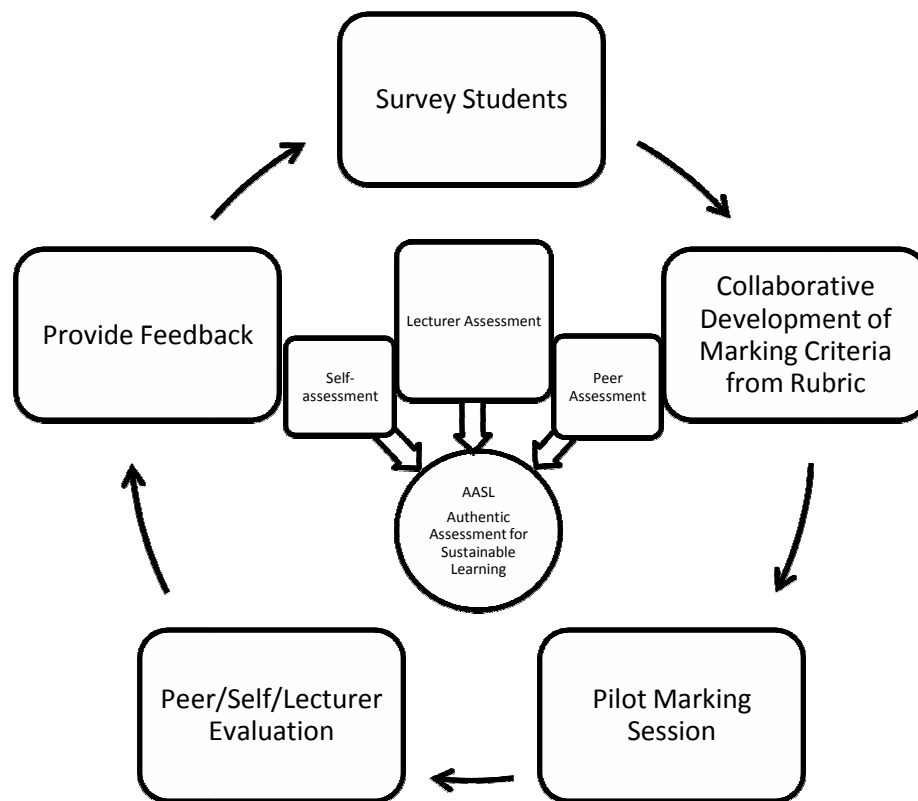 Survey Students
Provide Feedback
Lecturer Assessment
Collaborative
Development of
Marking Criteria
from Rubric
Self-
assessment
Peer
Assessment
AASL
Authentic
Assessment for
Sustainable
Learning
Peer/Self/Lecturer
Evaluation
Pilot Marking
Session